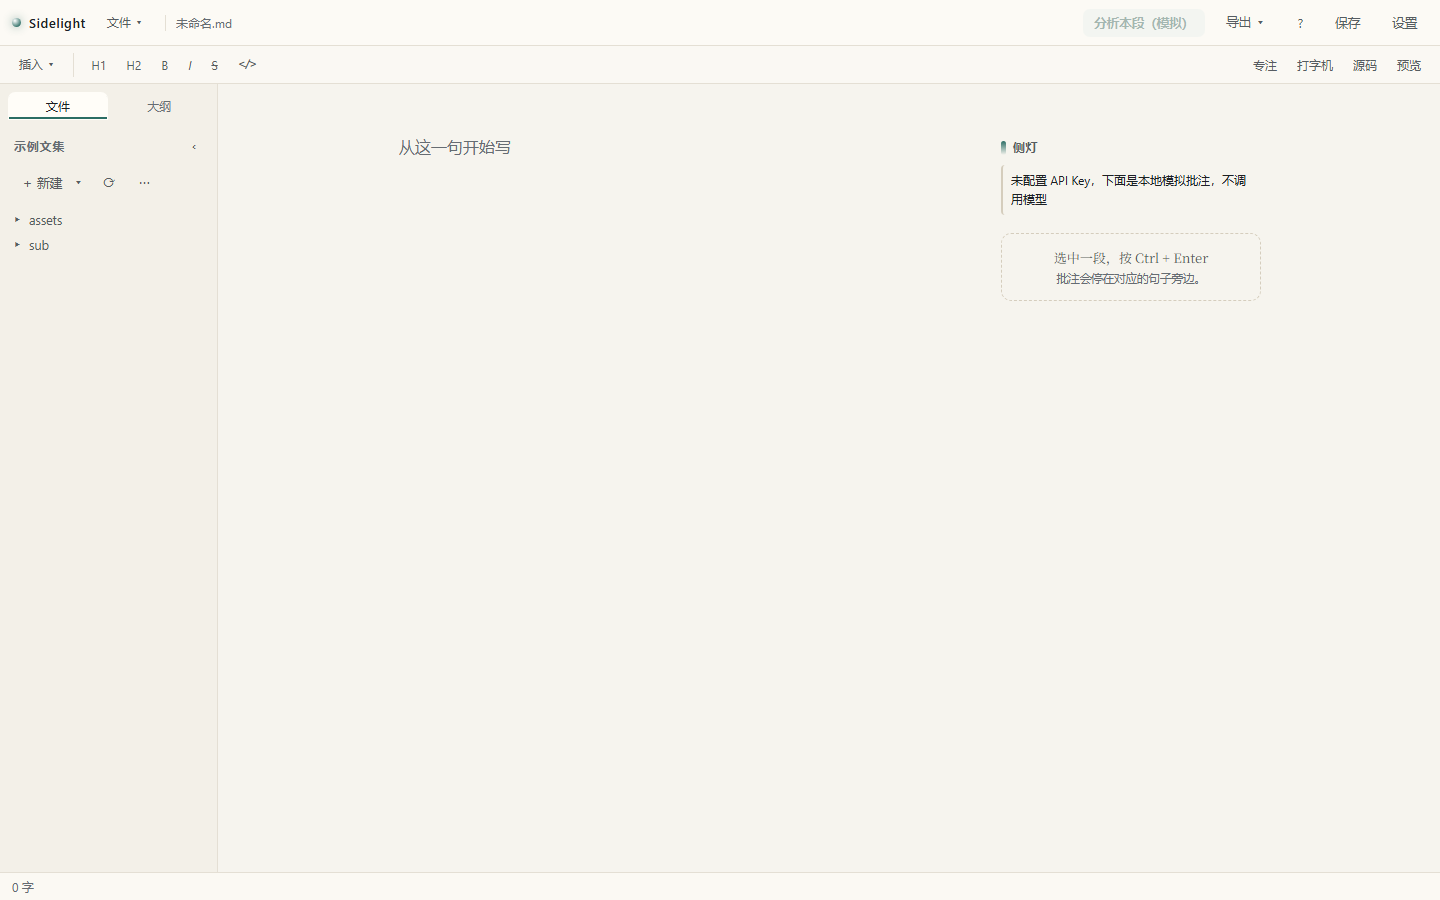 Sidelight 文件 ▾ 未命名.md 分析本段（模拟） 导出 ▾ ? 保存 设置
插入 ▾ H1 H2 B I S </> 专注 打字机 源码 预览
文件 大纲
示例文集 ‹
+ 新建 ▾ ⟳ ···
▸ assets
▸ sub
从这一句开始写
侧灯
未配置 API Key，下面是本地模拟批注，不调
用模型
选中一段，按 Ctrl + Enter
批注会停在对应的句子旁边。
0 字